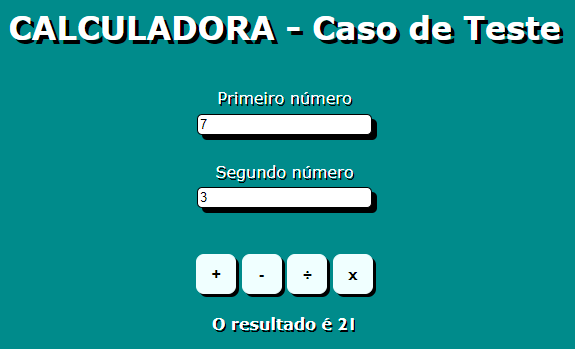 CALCULADORA - Caso de Teste
Primeiro número
7
Segundo número
3
+ - ÷ x
O resultado é 21